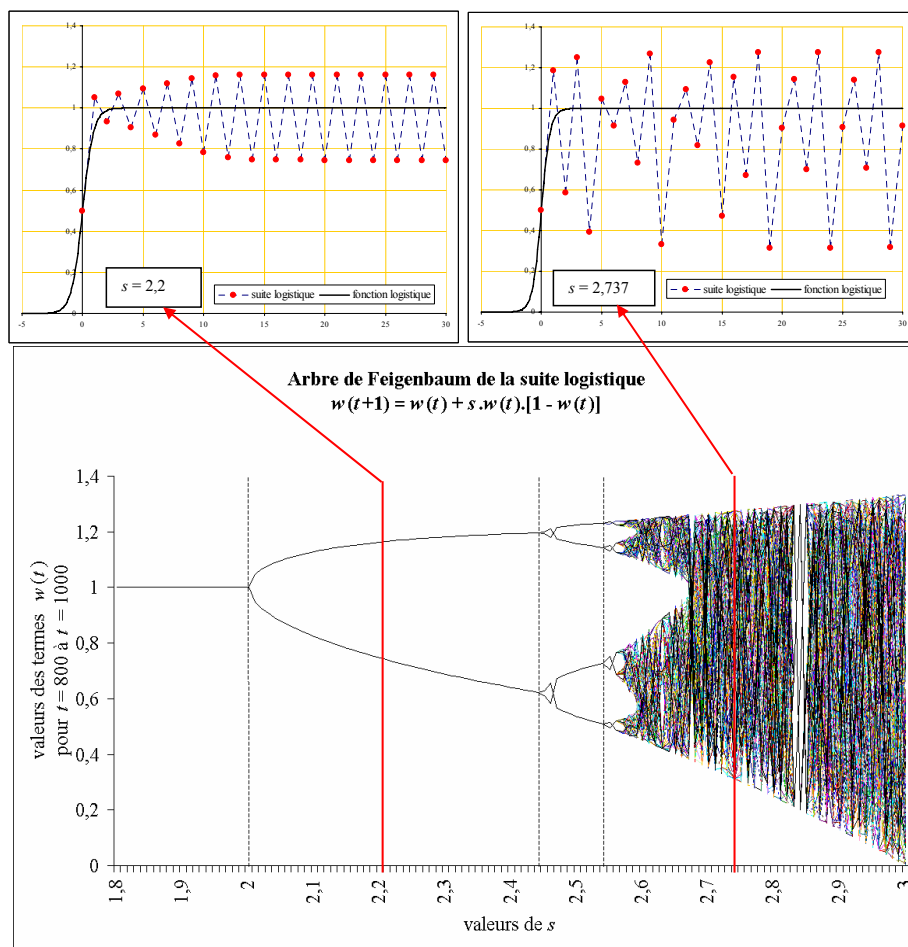 1,4
1,2
1
0,8
0,6
0,4
0,2
0
-5 0 5 10 15 20 25 30
s = 2,2
suite logistique fonction logistique
1,4
1,2
1
0,8
0,6
0,4
0,2
0
-5 0 5 10 15 20 25 30
s = 2,737
suite logistique fonction logistique
Arbre de Feigenbaum de la suite logistique
w(t+1) = w(t) + s.w(t).[1 - w(t)]
valeurs des termes w(t)
pour t = 800 à t = 1000
1,4
1,2
1
0,8
0,6
0,4
0,2
0
1,8 1,9 2 2,1 2,2 2,3 2,4 2,5 2,6 2,7 2,8 2,9 3
valeurs de s